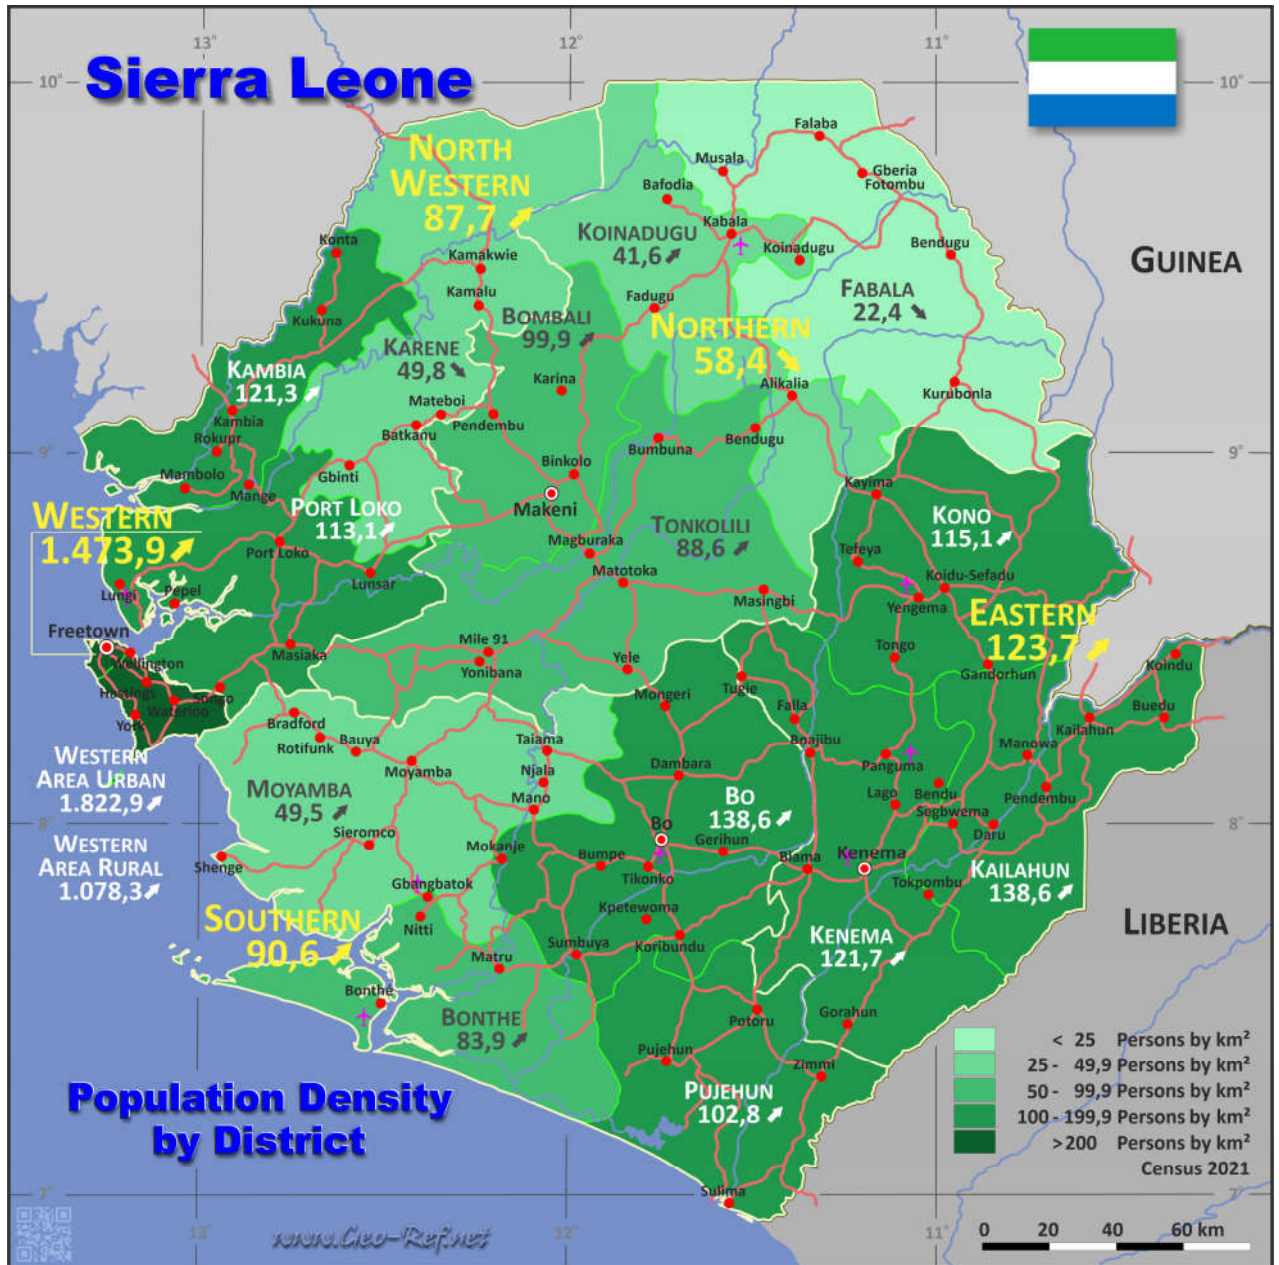 13°
12°
11°
10°
10°
Sierra Leone
NORTH
WESTERN
87,7
Falaba
Musala
Gberia
Fotombu
Bafodia
Kabala
KOINADUGU
41,6
Koinadugu
Bendugu
GUINEA
Konta
Kamakwie
Kamalu
Fadugu
FABALA
22,4
Kukuna
BOMBALI
99,9
NORTHERN
58,4
KARENE
49,8
KAMBIA
121,3
Karina
Alikalia
Kurubonla
Kambia
Mateboi
Batkanu
Pendembu
Rokupr
Bumbuna
Bendugu
9°
9°
Mambolo
Mange
Gbinti
Binkolo
Kayima
Makeni
PORT LOKO
113,1
WESTERN
1.473,9
TONKOLILI
88,6
KONO
115,1
Port Loko
Magburaka
Tefeya
Lunsar
Matotoka
Koidu-Sefadu
Lungi
Pepel
Masingbi
Yengema
EASTERN
123,7
Freetown
Wellington
Masiaka
Mile 91
Yonibana
Yele
Tongo
Koindu
Hastings
Songo
Waterloo
York
Mongeri
Tugie
Gandorhun
Bradford
Falla
Buedu
Kailahun
Rotifunk
Bauya
Taiama
Boajibu
Manowa
WESTERN
AREA URBAN
1.822,9
Moyamba
Njala
Dambara
Panguma
MOYAMBA
49,5
Mano
BO
138,6
Lago
Bendu
Pendembu
Segbwema
8°
8°
Sieromco
Bo
Daru
WESTERN
AREA RURAL
1.078,3
Shenge
Mokanje
Bumpe
Gerihun
Blama
Kenema
KAILAHUN
138,6
Tikonko
Gbangbatok
Tokpombu
Nitti
Kpetewoma
SOUTHERN
90,6
Koribundu
KENEMA
121,7
LIBERIA
Sumbuya
Matru
Bonthe
BONTHE
83,9
Potoru
Gorahun
Pujehun
Zimmi
PUJEHUN
102,8
< 25 Persons by km²
25 - 49,9 Persons by km²
50 - 99,9 Persons by km²
100 - 199,9 Persons by km²
>200 Persons by km²
Census 2021
Population Density
by District
7°
7°
Sulima
13°
12°
11°
www.Geo-Ref.net
0 20 40 60 km